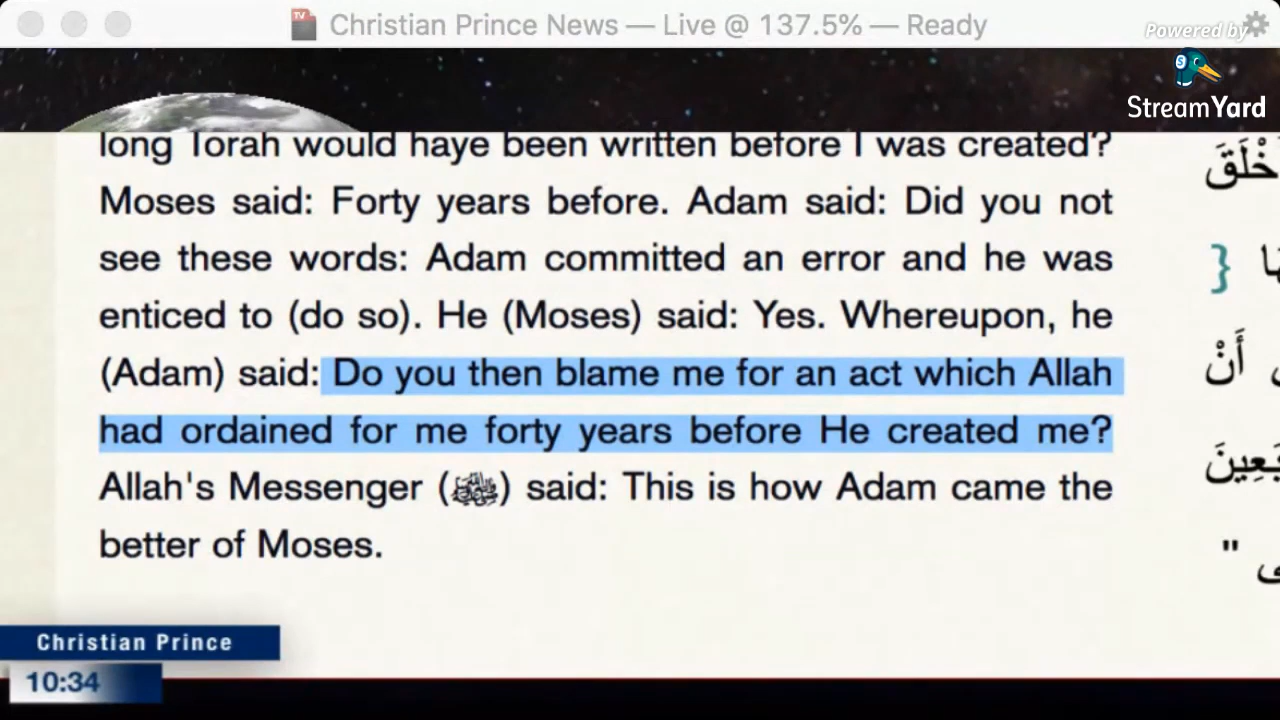 Christian Prince News — Live @ 137.5% — Ready
Powered by
StreamYard
long Torah would haye been written before I was created?
Moses said: Forty years before. Adam said: Did you not
see these words: Adam committed an error and he was
enticed to (do so). He (Moses) said: Yes. Whereupon, he
(Adam) said: Do you then blame me for an act which Allah
had ordained for me forty years before He created me?
Allah's Messenger (ﷺ) said: This is how Adam came the
better of Moses.
أَنْ
Christian Prince
10:34